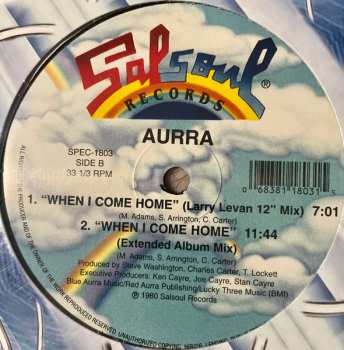 Salsoul®
RECORDS
AURRA
SPEC-1803
SIDE B
33 1/3 RPM
0 68381 18031 5
1. "WHEN I COME HOME" (Larry Levan 12" Mix) 7:01
(M. Adams, S. Arrington, C. Carter)
2. "WHEN I COME HOME" 11:44
(Extended Album Mix)
(M. Adams, S. Arrington, C. Carter)
Produced by Steve Washington, Charles Carter, T. Lockett
Executive Producers: Ken Cayre, Joe Cayre, Stan Cayre
Blue Aurra Music/Red Aurra Publishing/Lucky Three Music (BMI)
℗ 1980 Salsoul Records